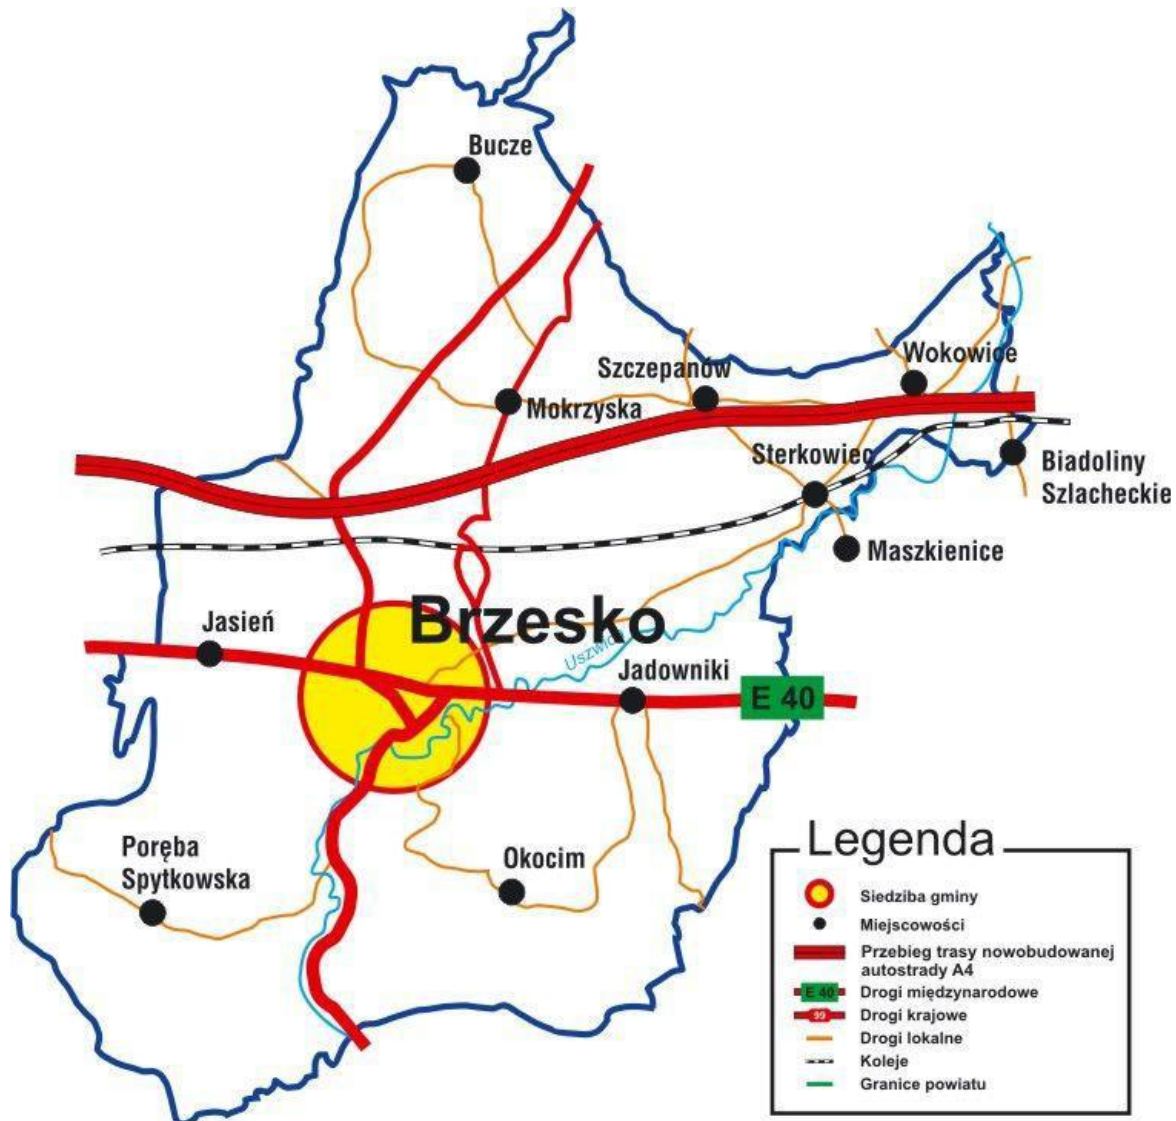 Bucze
Wokowice
Szczepanów
Mokrzyska
Sterkowiec
Biadoliny
Szlacheckie
Maszkienice
Brzesko
Jasień
Jadowniki
E 40
Poręba
Spytkowska
Okocim
Legenda
Siedziba gminy
Miejscowości
Przebieg trasy nowobudowanej
autostrady A4
E 40
Drogi międzynarodowe
99
Drogi krajowe
Drogi lokalne
Koleje
Granice powiatu